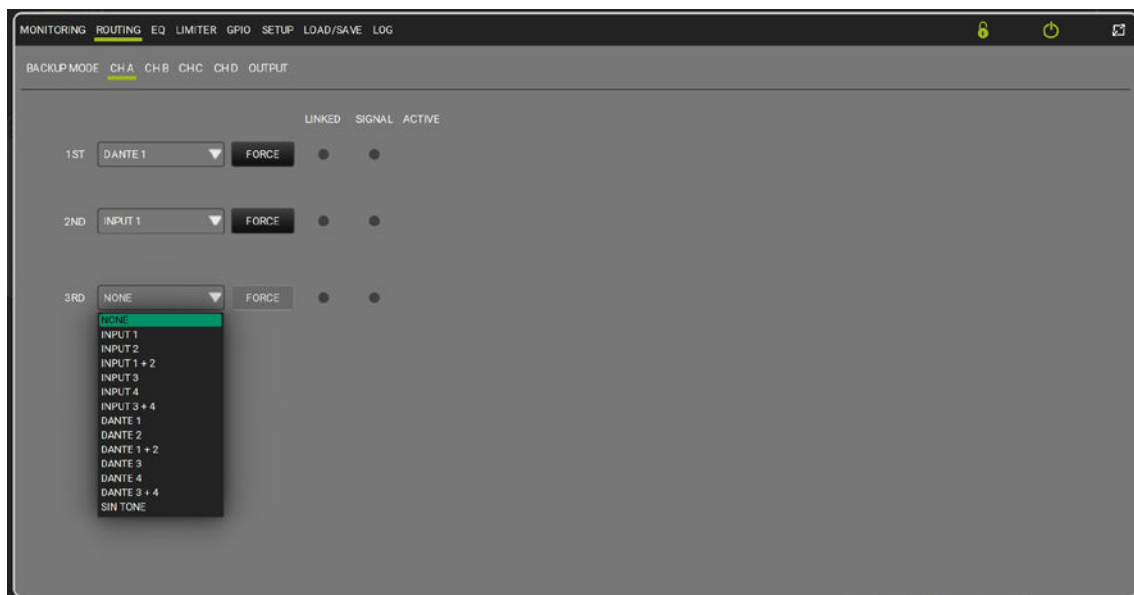 MONITORING ROUTING EQ LIMITER GPIO SETUP LOAD/SAVE LOG
BACKUP MODE CH A CH B CH C CH D OUTPUT
LINKED SIGNAL ACTIVE
1ST DANTE 1 FORCE
2ND INPUT 1 FORCE
3RD NONE FORCE
NONE
INPUT 1
INPUT 2
INPUT 1 + 2
INPUT 3
INPUT 4
INPUT 3 + 4
DANTE 1
DANTE 2
DANTE 1 + 2
DANTE 3
DANTE 4
DANTE 3 + 4
SIN TONE